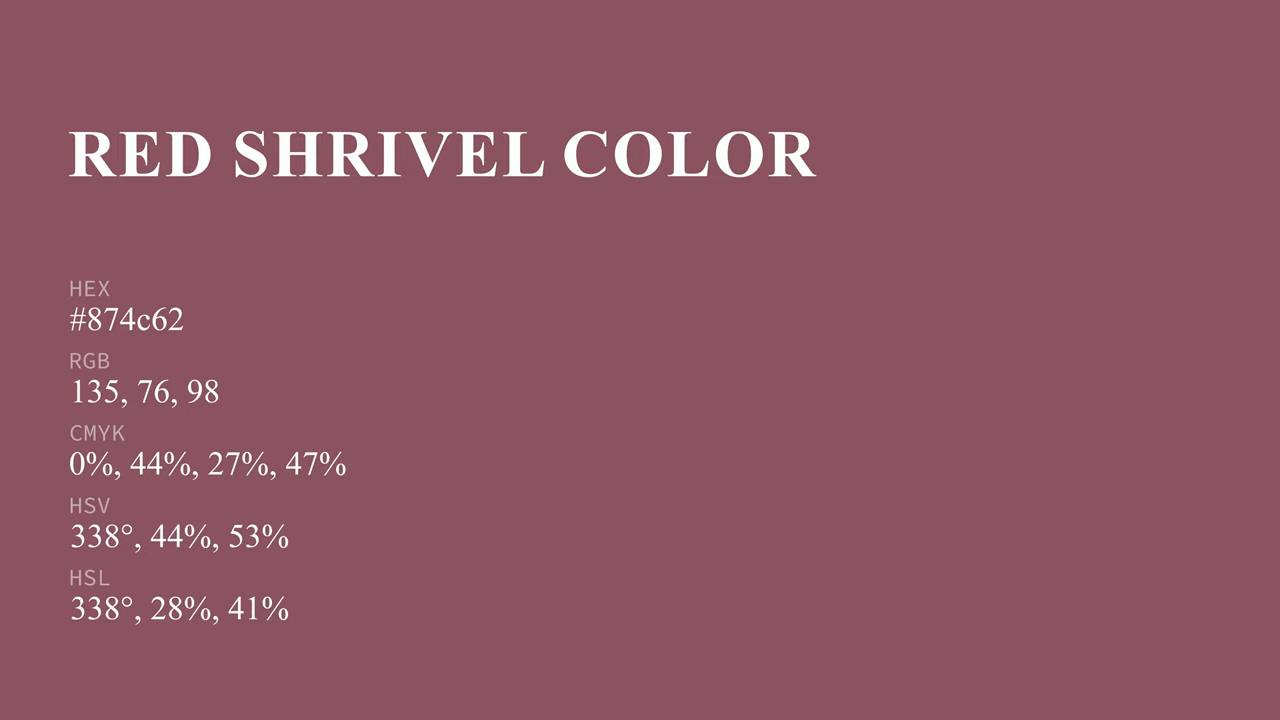 RED SHRIVEL COLOR
HEX
#874c62
RGB
135, 76, 98
CMYK
0%, 44%, 27%, 47%
HSV
338°, 44%, 53%
HSL
338°, 28%, 41%